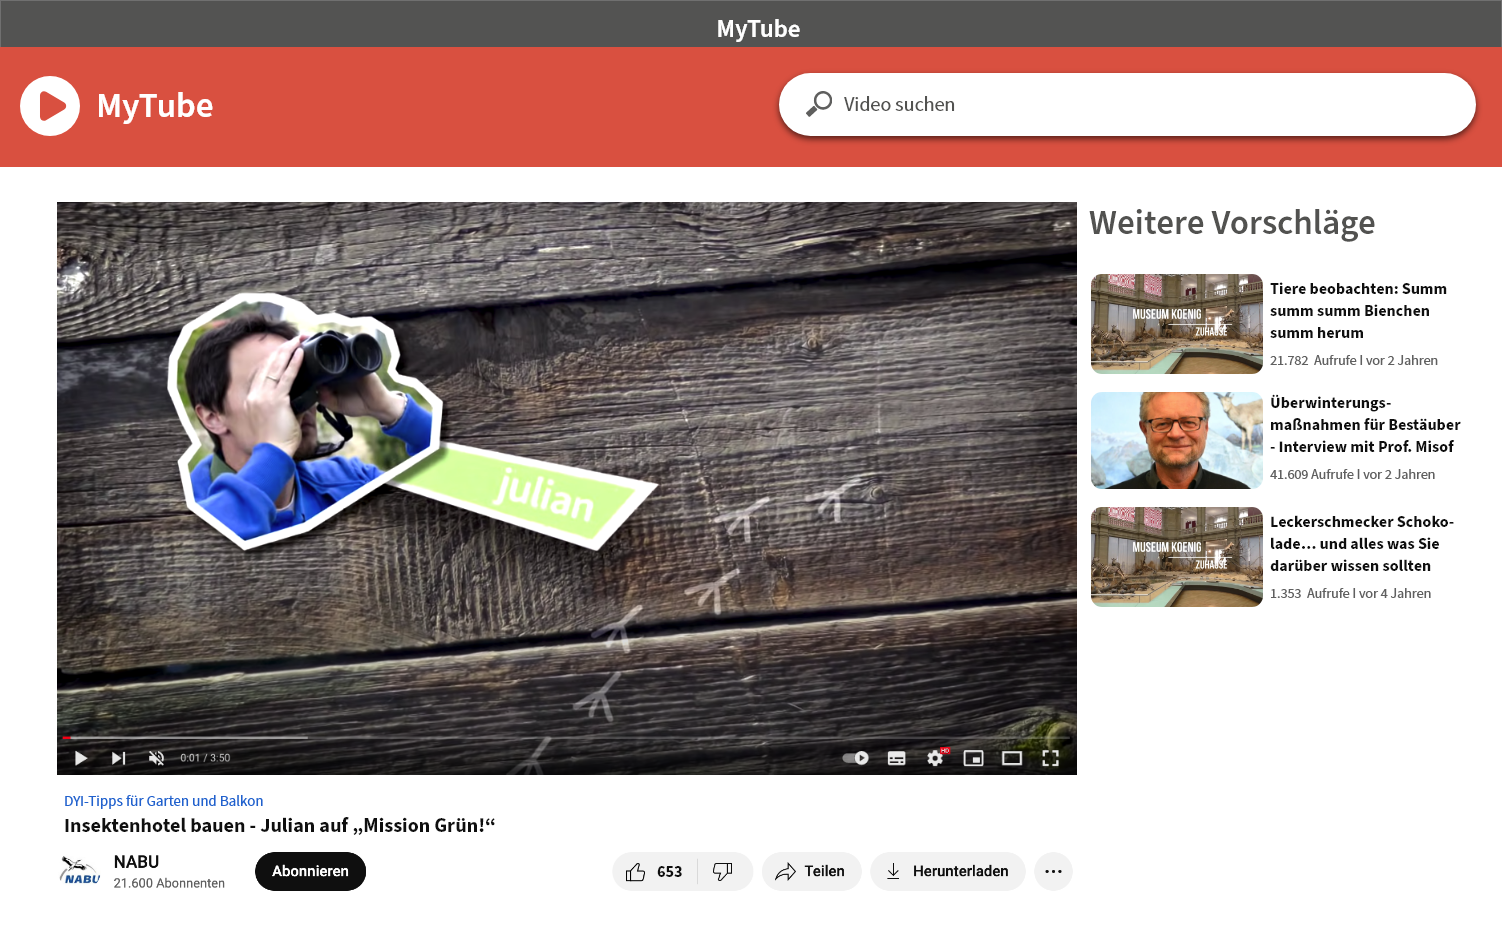 MyTube
MyTube
Video suchen
julian
0:01 / 3:50
HD
DYI-Tipps für Garten und Balkon
Insektenhotel bauen - Julian auf „Mission Grün!“
NABU
NABU
21.600 Abonnenten
Abonnieren
653
Teilen
Herunterladen
Weitere Vorschläge
MUSEUM KOENIG
ZUHAUSE
Tiere beobachten: Summ
summ summ Bienchen
summ herum
21.782 Aufrufe I vor 2 Jahren
Überwinterungs-
maßnahmen für Bestäuber
- Interview mit Prof. Misof
41.609 Aufrufe I vor 2 Jahren
MUSEUM KOENIG
ZUHAUSE
Leckerschmecker Schoko-
lade... und alles was Sie
darüber wissen sollten
1.353 Aufrufe I vor 4 Jahren